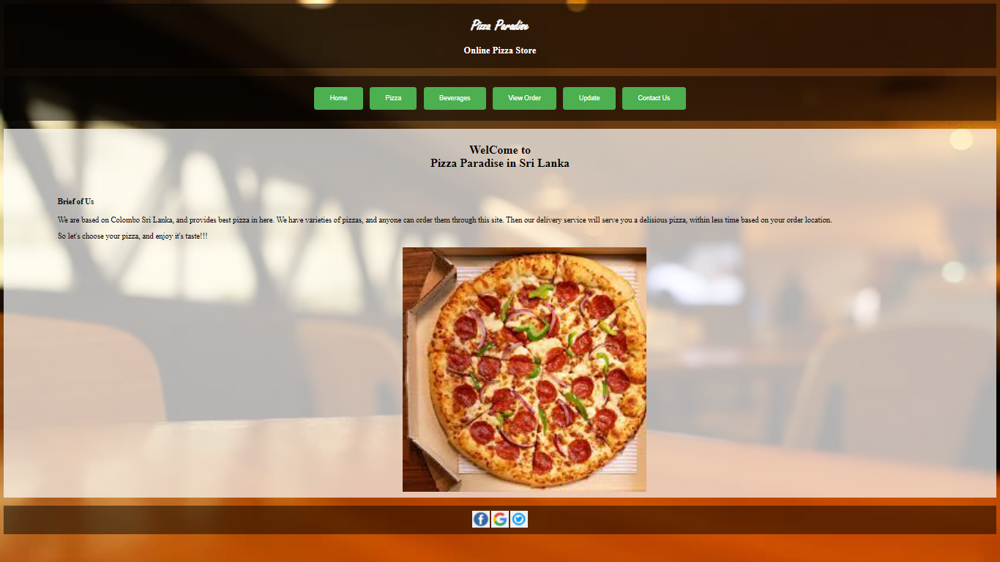 Pizza Paradise
Online Pizza Store
Home Pizza Beverages View Order Update Contact Us
WelCome to
Pizza Paradise in Sri Lanka
Brief of Us
We are based on Colombo Sri Lanka, and provides best pizza in here. We have varieties of pizzas, and anyone can order them through this site. Then our delivery service will serve you a delisious pizza, within less time based on your order location.
So let's choose your pizza, and enjoy it's taste!!!